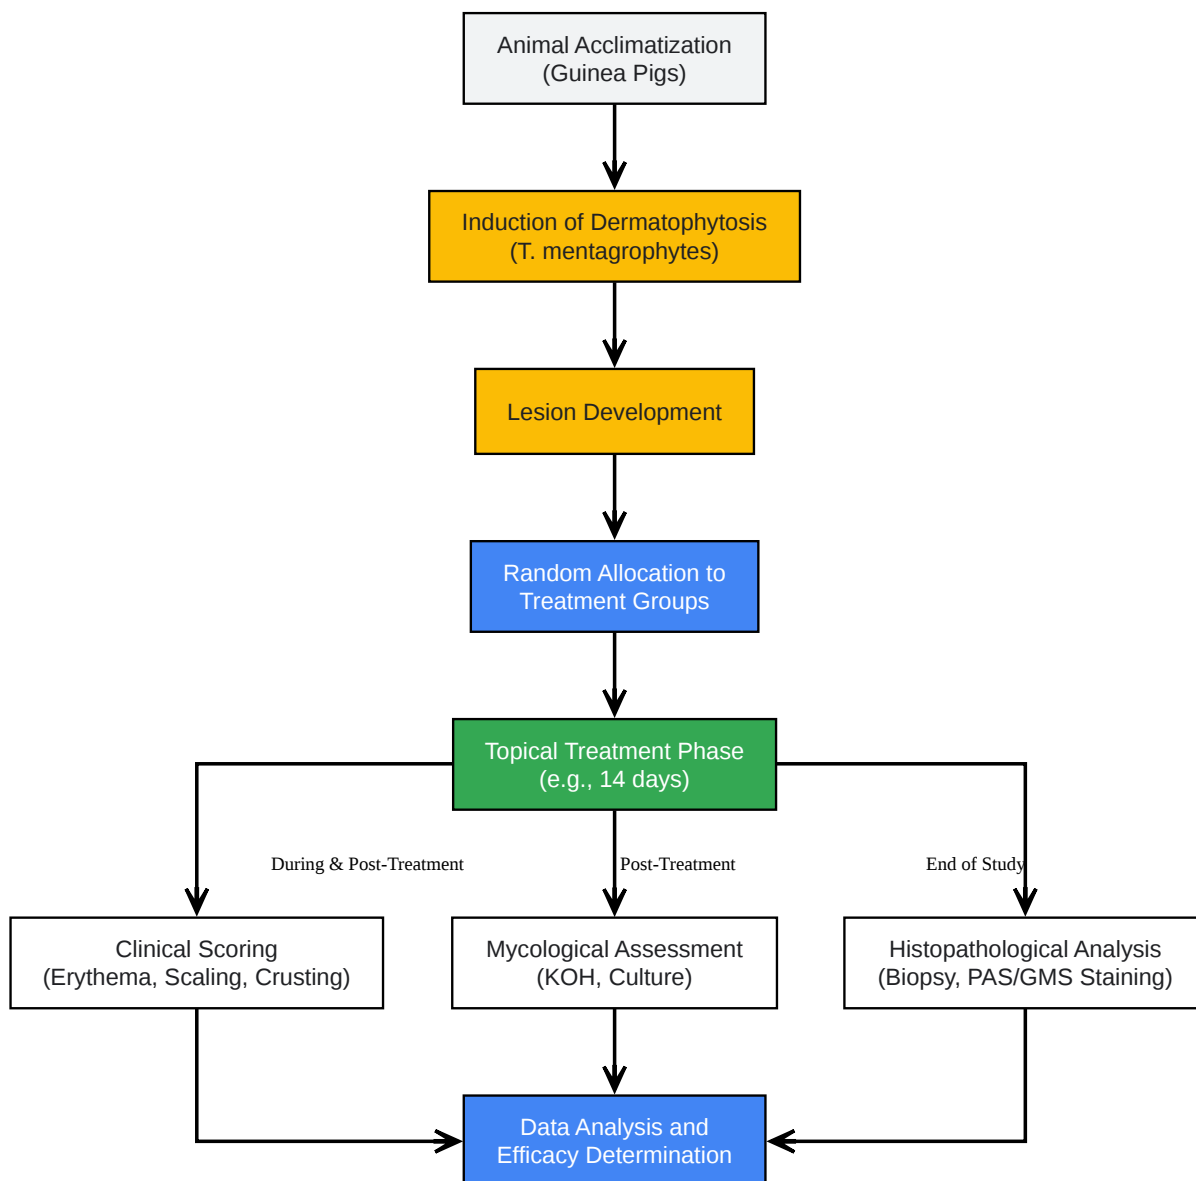 Animal Acclimatization
(Guinea Pigs)
Induction of Dermatophytosis
(T. mentagrophytes)
Lesion Development
Random Allocation to
Treatment Groups
Topical Treatment Phase
(e.g., 14 days)
During & Post-Treatment
Post-Treatment
End of Study
Clinical Scoring
(Erythema, Scaling, Crusting)
Mycological Assessment
(KOH, Culture)
Histopathological Analysis
(Biopsy, PAS/GMS Staining)
Data Analysis and
Efficacy Determination